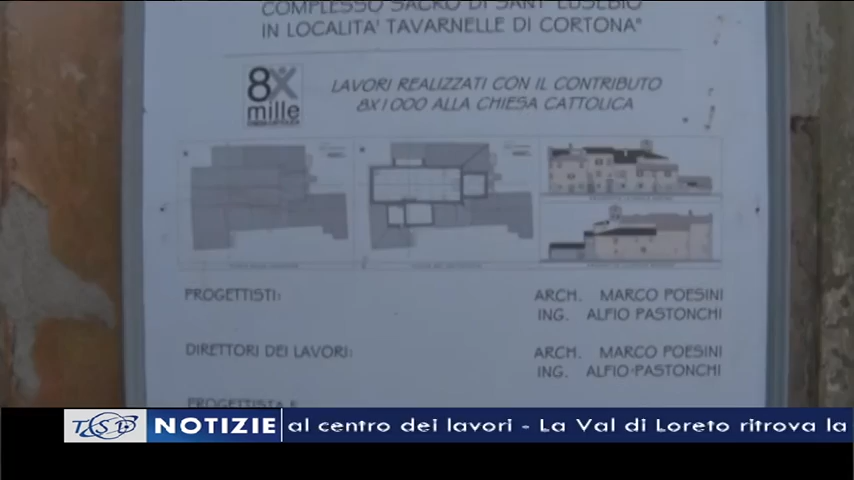 COMPLESSO SACRO DI SANT' EUSEBIO
IN LOCALITA' TAVARNELLE DI CORTONA"
8X
mille
LAVORI REALIZZATI CON IL CONTRIBUTO
8X1000 ALLA CHIESA CATTOLICA
PROGETTISTI: ARCH. MARCO POESINI
ING. ALFIO PASTONCHI
DIRETTORI DEI LAVORI: ARCH. MARCO POESINI
ING. ALFIO PASTONCHI
PROGETTISTA E
TSD NOTIZIE al centro dei lavori - La Val di Loreto ritrova la